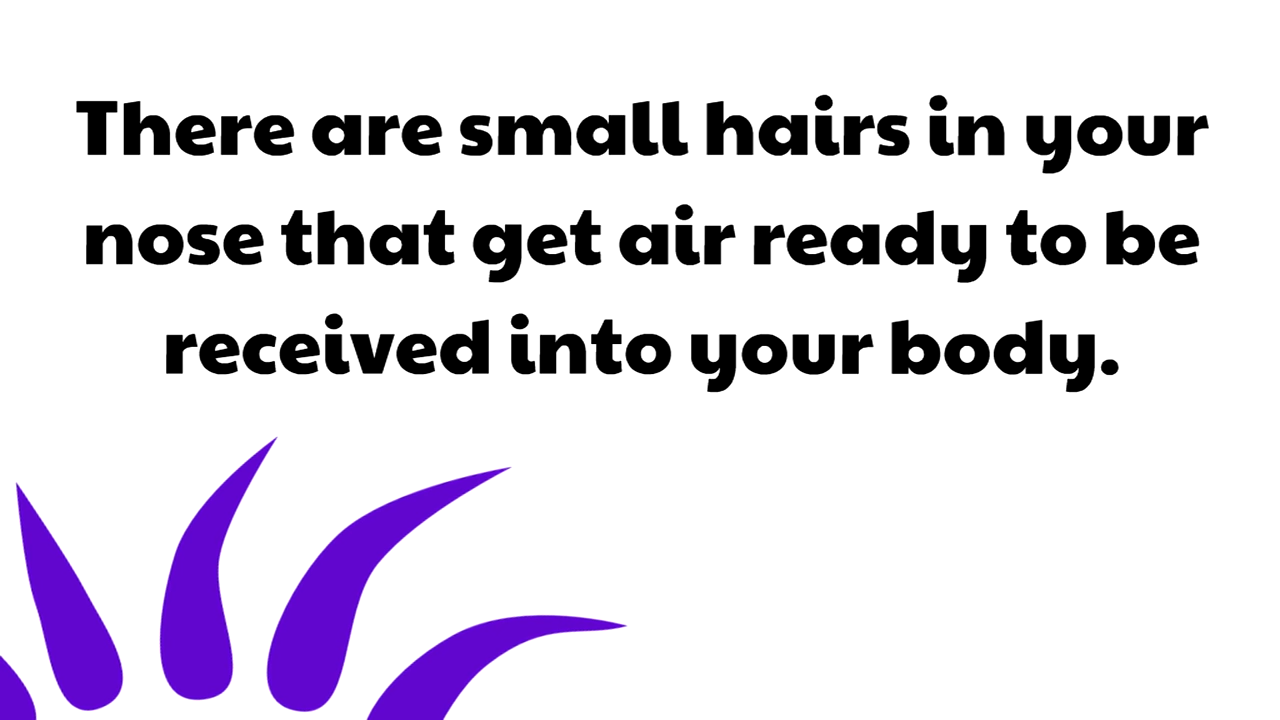 There are small hairs in your
nose that get air ready to be
received into your body.